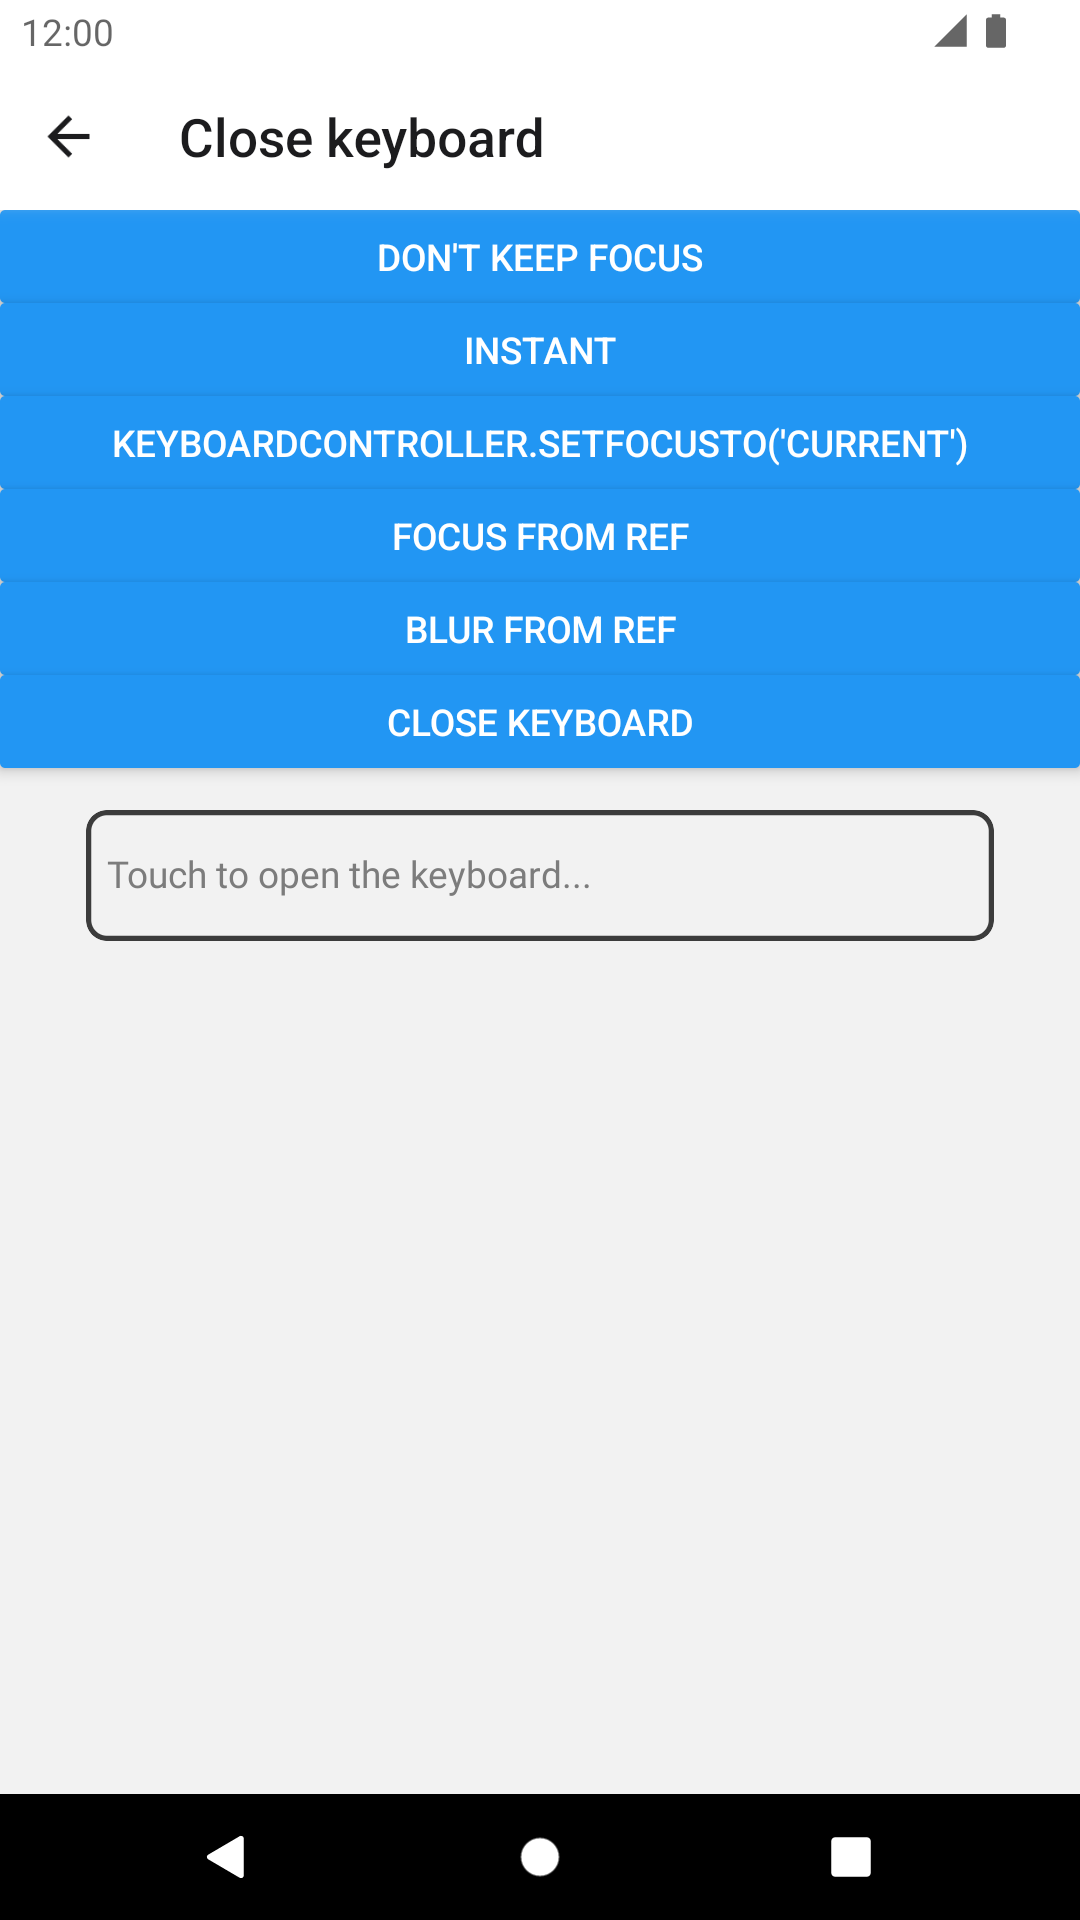 12:00
Close keyboard
DON'T KEEP FOCUS
INSTANT
KEYBOARDCONTROLLER.SETFOCUSTO('CURRENT')
FOCUS FROM REF
BLUR FROM REF
CLOSE KEYBOARD
Touch to open the keyboard...